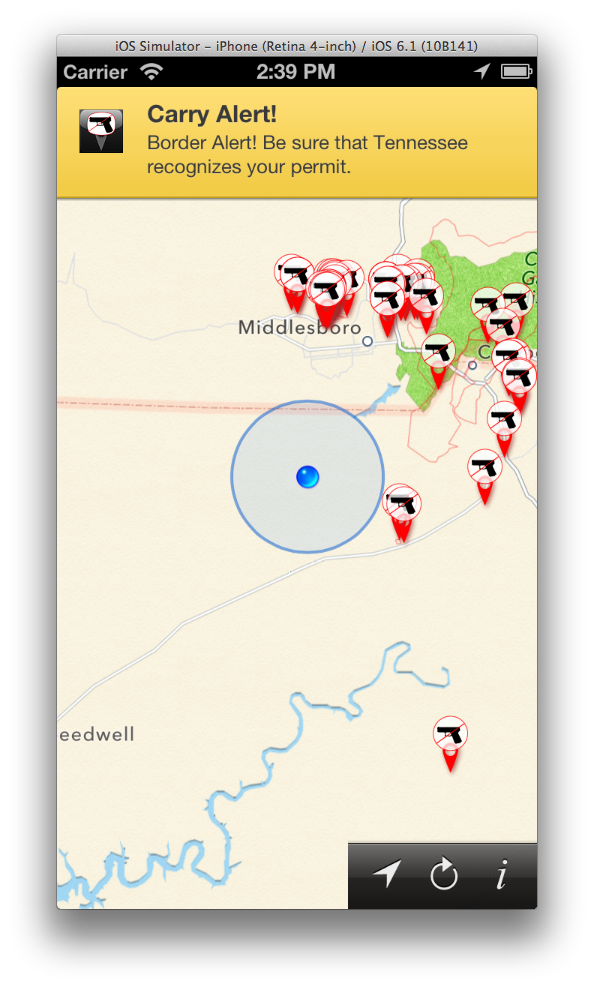 iOS Simulator – iPhone (Retina 4-inch) / iOS 6.1 (10B141)
Carrier 2:39 PM
Carry Alert!
Border Alert! Be sure that Tennessee
recognizes your permit.
Middlesboro
eedwell
i